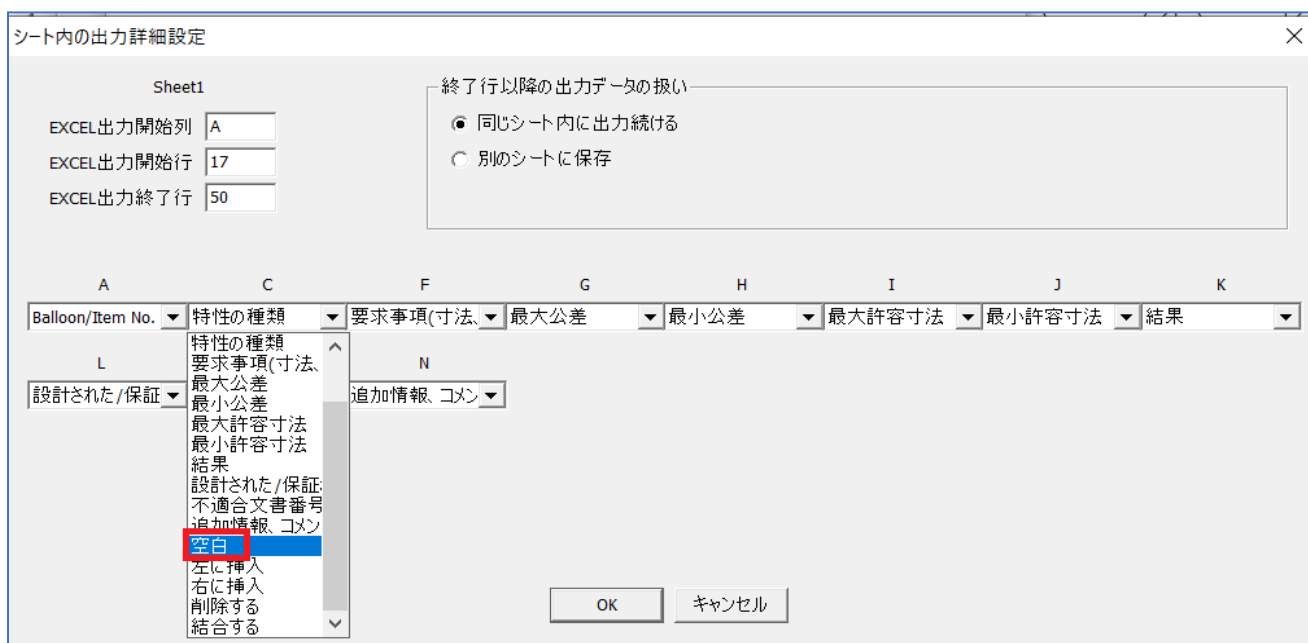 シート内の出力詳細設定
Sheet1
EXCEL出力開始列 A
EXCEL出力開始行 17
EXCEL出力終了行 50
終了行以降の出力データの扱い
同じシート内に出力続ける
別のシートに保存
A C F G H I J K
Balloon/Item No. 特性の種類 要求事項(寸法、 最大公差 最小公差 最大許容寸法 最小許容寸法 結果
L N
設計された/保証 追加情報、コメン
特性の種類
要求事項(寸法、
最大公差
最小公差
最大許容寸法
最小許容寸法
結果
設計された/保証
不適合文書番号
追加情報、コメン
空白
左に挿入
右に挿入
削除する
結合する
OK キャンセル